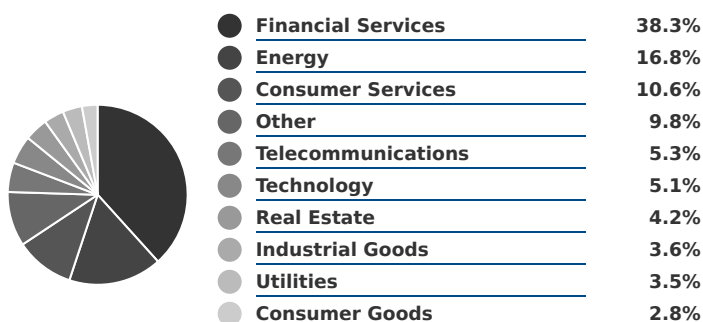 Financial Services 38.3%
Energy 16.8%
Consumer Services 10.6%
Other 9.8%
Telecommunications 5.3%
Technology 5.1%
Real Estate 4.2%
Industrial Goods 3.6%
Utilities 3.5%
Consumer Goods 2.8%